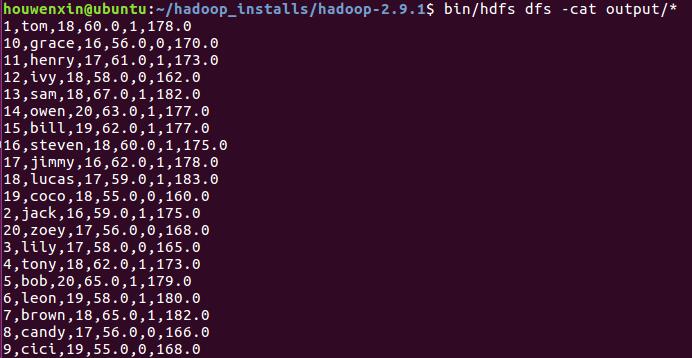 houwenxin@ubuntu:~/hadoop_installs/hadoop-2.9.1$ bin/hdfs dfs -cat output/*
1,tom,18,60.0,1,178.0
10,grace,16,56.0,0,170.0
11,henry,17,61.0,1,173.0
12,ivy,18,58.0,0,162.0
13,sam,18,67.0,1,182.0
14,owen,20,63.0,1,177.0
15,bill,19,62.0,1,177.0
16,steven,18,60.0,1,175.0
17,jimmy,16,62.0,1,178.0
18,lucas,17,59.0,1,183.0
19,coco,18,55.0,0,160.0
2,jack,16,59.0,1,175.0
20,zoey,17,56.0,0,168.0
3,lily,17,58.0,0,165.0
4,tony,18,62.0,1,173.0
5,bob,20,65.0,1,179.0
6,leon,19,58.0,1,180.0
7,brown,18,65.0,1,182.0
8,candy,17,56.0,0,166.0
9,cici,19,55.0,0,168.0